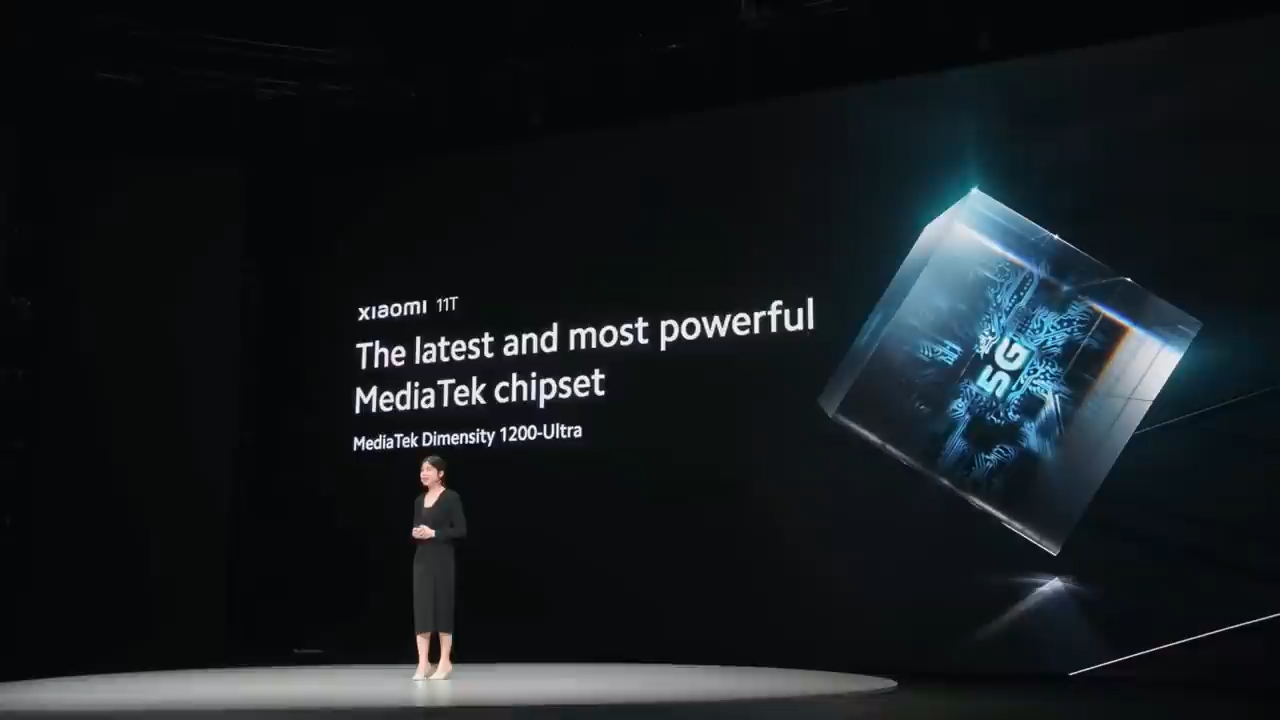 xiaomi 11T
The latest and most powerful
MediaTek chipset
MediaTek Dimensity 1200-Ultra
5G